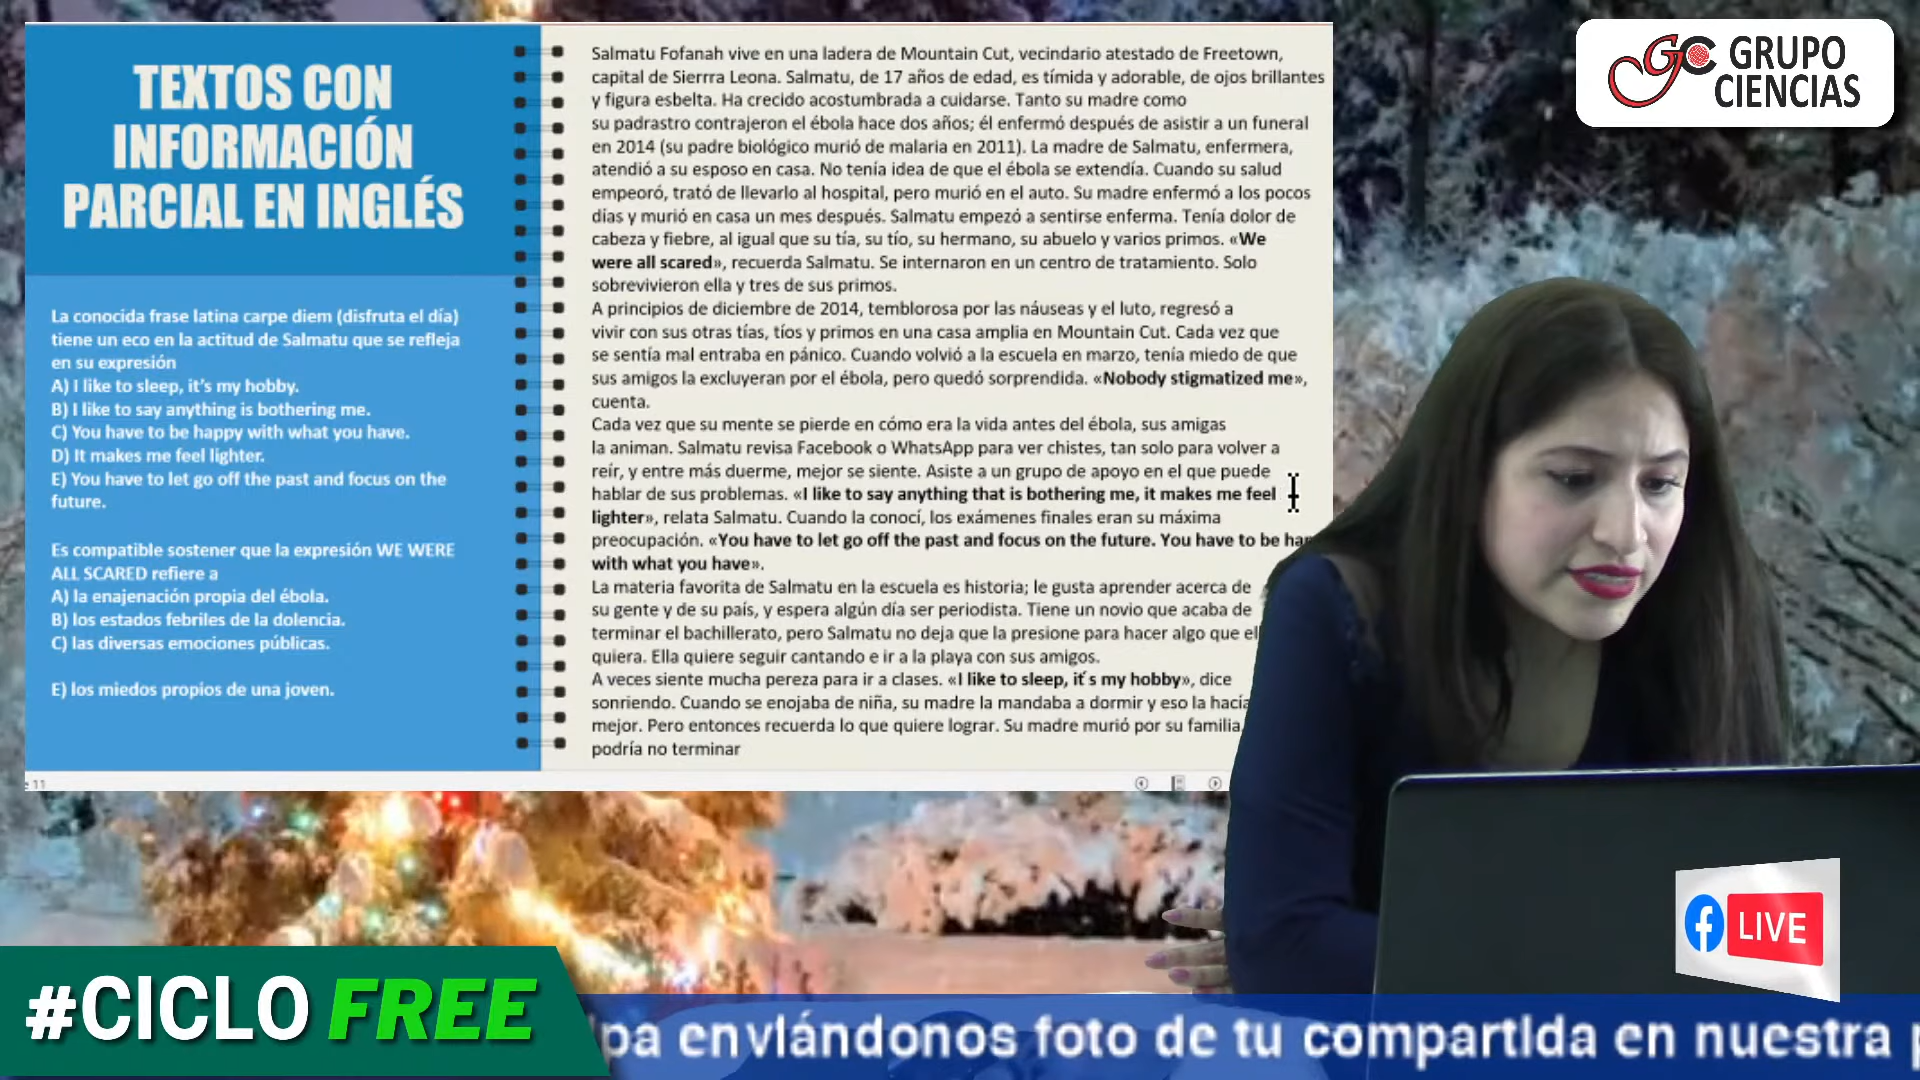 TEXTOS CON
INFORMACIÓN
PARCIAL EN INGLÉS
La conocida frase latina carpe diem (disfruta el día)
tiene un eco en la actitud de Salmatu que se refleja
en su expresión
A) I like to sleep, it's my hobby.
B) I like to say anything is bothering me.
C) You have to be happy with what you have.
D) It makes me feel lighter.
E) You have to let go off the past and focus on the
future.
Es compatible sostener que la expresión WE WERE
ALL SCARED refiere a
A) la enajenación propia del ébola.
B) los estados febriles de la dolencia.
C) las diversas emociones públicas.
E) los miedos propios de una joven.
Salmatu Fofanah vive en una ladera de Mountain Cut, vecindario atestado de Freetown,
capital de Sierrra Leona. Salmatu, de 17 años de edad, es tímida y adorable, de ojos brillantes
y figura esbelta. Ha crecido acostumbrada a cuidarse. Tanto su madre como
su padrastro contrajeron el ébola hace dos años; él enfermó después de asistir a un funeral
en 2014 (su padre biológico murió de malaria en 2011). La madre de Salmatu, enfermera,
atendió a su esposo en casa. No tenía idea de que el ébola se extendía. Cuando su salud
empeoró, trató de llevarlo al hospital, pero murió en el auto. Su madre enfermó a los pocos
días y murió en casa un mes después. Salmatu empezó a sentirse enferma. Tenía dolor de
cabeza y fiebre, al igual que su tía, su tío, su hermano, su abuelo y varios primos. «We
were all scared», recuerda Salmatu. Se internaron en un centro de tratamiento. Solo
sobrevivieron ella y tres de sus primos.
A principios de diciembre de 2014, temblorosa por las náuseas y el luto, regresó a
vivir con sus otras tías, tíos y primos en una casa amplia en Mountain Cut. Cada vez que
se sentía mal entraba en pánico. Cuando volvió a la escuela en marzo, tenía miedo de que
sus amigos la excluyeran por el ébola, pero quedó sorprendida. «Nobody stigmatized me»,
cuenta.
Cada vez que su mente se pierde en cómo era la vida antes del ébola, sus amigas
la animan. Salmatu revisa Facebook o WhatsApp para ver chistes, tan solo para volver a
reír, y entre más duerme, mejor se siente. Asiste a un grupo de apoyo en el que puede
hablar de sus problemas. «I like to say anything that is bothering me, it makes me feel
lighter», relata Salmatu. Cuando la conocí, los exámenes finales eran su máxima
preocupación. «You have to let go off the past and focus on the future. You have to be
with what you have».
La materia favorita de Salmatu en la escuela es historia; le gusta aprender acerca de
su gente y de su país, y espera algún día ser periodista. Tiene un novio que acaba de
terminar el bachillerato, pero Salmatu no deja que la presione para hacer algo que
quiera. Ella quiere seguir cantando e ir a la playa con sus amigos.
A veces siente mucha pereza para ir a clases. «I like to sleep, it´s my hobby», dice
sonriendo. Cuando se enojaba de niña, su madre la mandaba a dormir y eso la hacía
mejor. Pero entonces recuerda lo que quiere lograr. Su madre murió por su familia,
podría no terminar
11
GC GRUPO
CIENCIAS
LIVE
#CICLO FREE
pa envIándonos foto de tu compartIda en nuestra